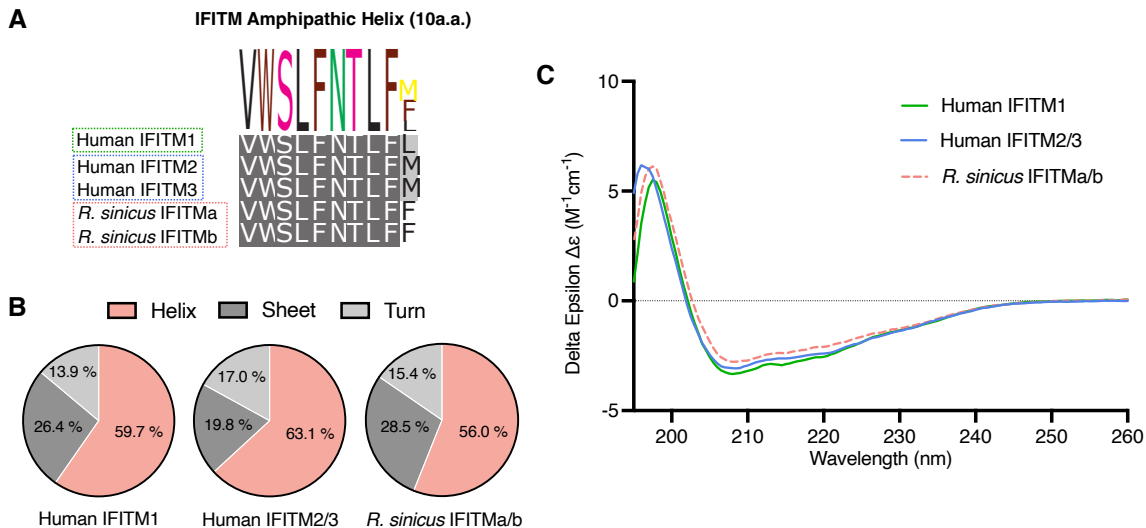 A
IFITM Amphipathic Helix (10a.a.)
VWSLFNTLFM
F
L
Human IFITM1 VWSLFNTLFL
Human IFITM2 VWSLFNTLFM
Human IFITM3 VWSLFNTLFM
R. sinicus IFITMa VWSLFNTLFF
R. sinicus IFITMb VWSLFNTLFF
B
Helix Sheet Turn
13.9 %
26.4 %
59.7 %
Human IFITM1
17.0 %
19.8 %
63.1 %
Human IFITM2/3
15.4 %
28.5 %
56.0 %
R. sinicus IFITMa/b
C
Human IFITM1
Human IFITM2/3
R. sinicus IFITMa/b
Delta Epsilon Δε (M⁻¹cm⁻¹)
10
5
0
-5
200 210 220 230 240 250 260
Wavelength (nm)